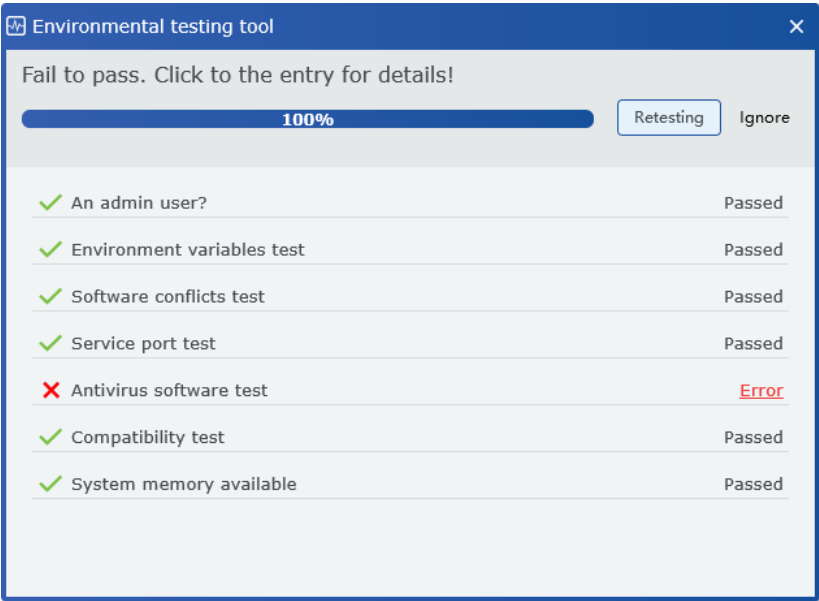 Environmental testing tool
Fail to pass. Click to the entry for details!
100% Retesting Ignore
An admin user? Passed
Environment variables test Passed
Software conflicts test Passed
Service port test Passed
Antivirus software test Error
Compatibility test Passed
System memory available Passed